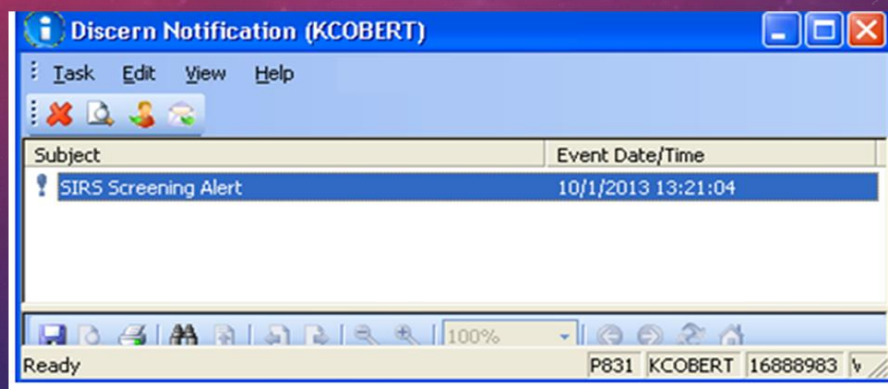 Discern Notification (KCOBERT)
Task Edit View Help
Subject Event Date/Time
SIRS Screening Alert 10/1/2013 13:21:04
100%
Ready P831 KCOBERT 16888983